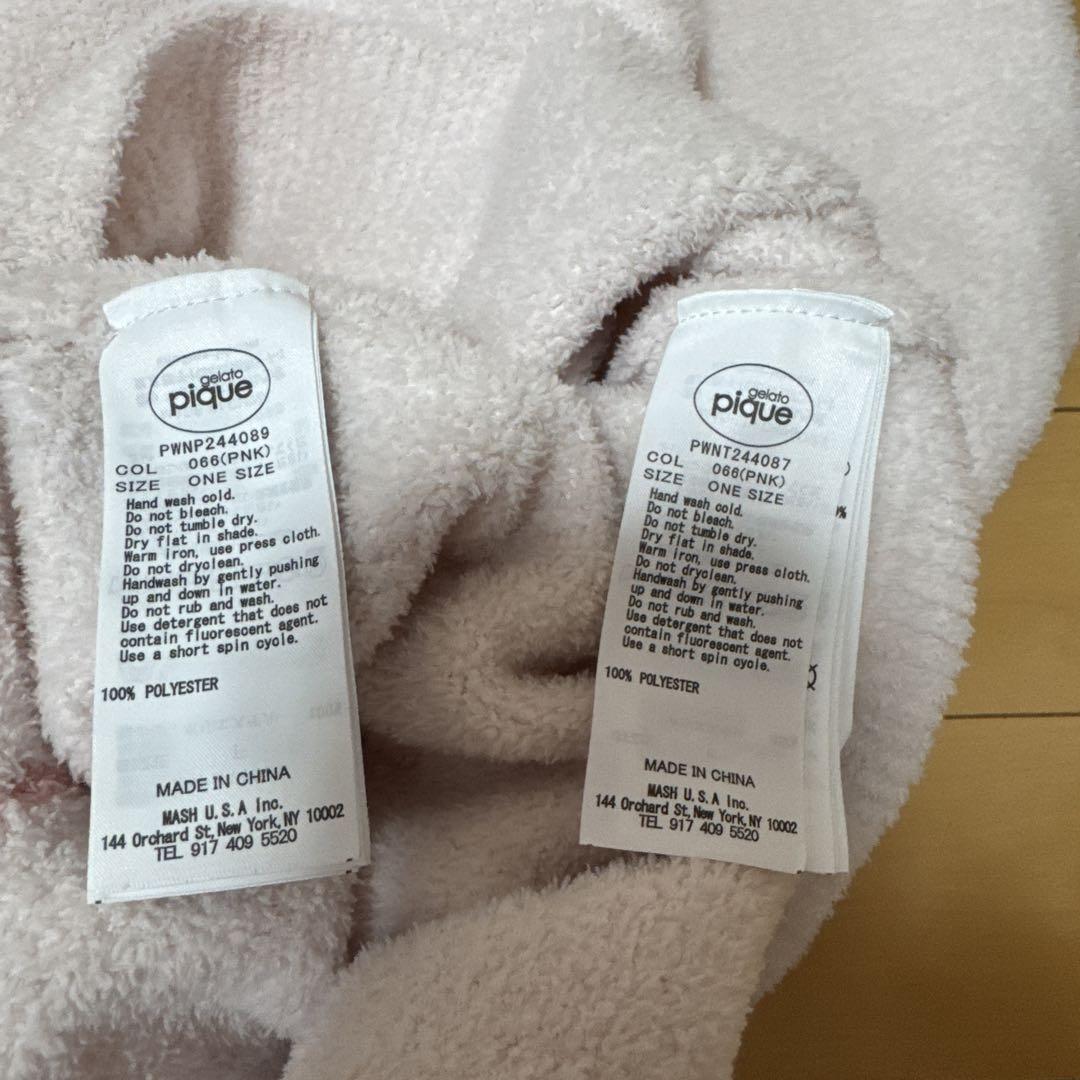 gelato
pique
PWNP244089
COL 066(PNK)
SIZE ONE SIZE
Hand wash cold.
Do not bleach.
Do not tumble dry.
Dry flat in shade.
Warm iron, use press cloth.
Do not dryclean.
Handwash by gently pushing
up and down in water.
Do not rub and wash.
Use detergent that does not
contain fluorescent agent.
Use a short spin cycle.
100% POLYESTER
MADE IN CHINA
MASH U.S.A Inc.
144 Orchard St, New York, NY 10002
TEL 917 409 5520
gelato
pique
PWNT244087
COL 066(PNK)
SIZE ONE SIZE
Hand wash cold.
Do not bleach.
Do not tumble dry.
Dry flat in shade.
Warm iron, use press cloth.
Do not dryclean.
Handwash by gently pushing
up and down in water.
Do not rub and wash.
Use detergent that does not
contain fluorescent agent.
Use a short spin cycle.
100% POLYESTER
MADE IN CHINA
MASH U.S.A Inc.
144 Orchard St, New York, NY 10002
TEL 917 409 5520